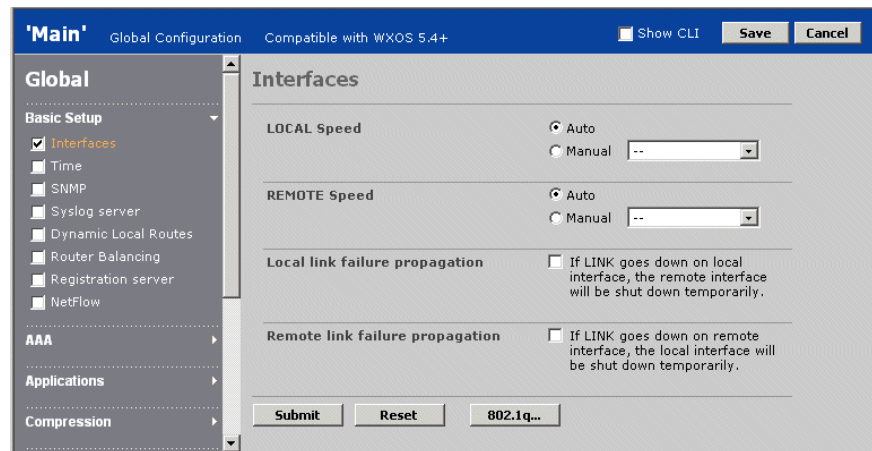 'Main' Global Configuration Compatible with WXOS 5.4+ Show CLI Save Cancel
Global
Basic Setup
Interfaces
Time
SNMP
Syslog server
Dynamic Local Routes
Router Balancing
Registration server
NetFlow
AAA
Applications
Compression
Interfaces
LOCAL Speed
Auto
Manual --
REMOTE Speed
Auto
Manual --
Local link failure propagation
If LINK goes down on local
interface, the remote interface
will be shut down temporarily.
Remote link failure propagation
If LINK goes down on remote
interface, the local interface will
be shut down temporarily.
Submit Reset 802.1q...